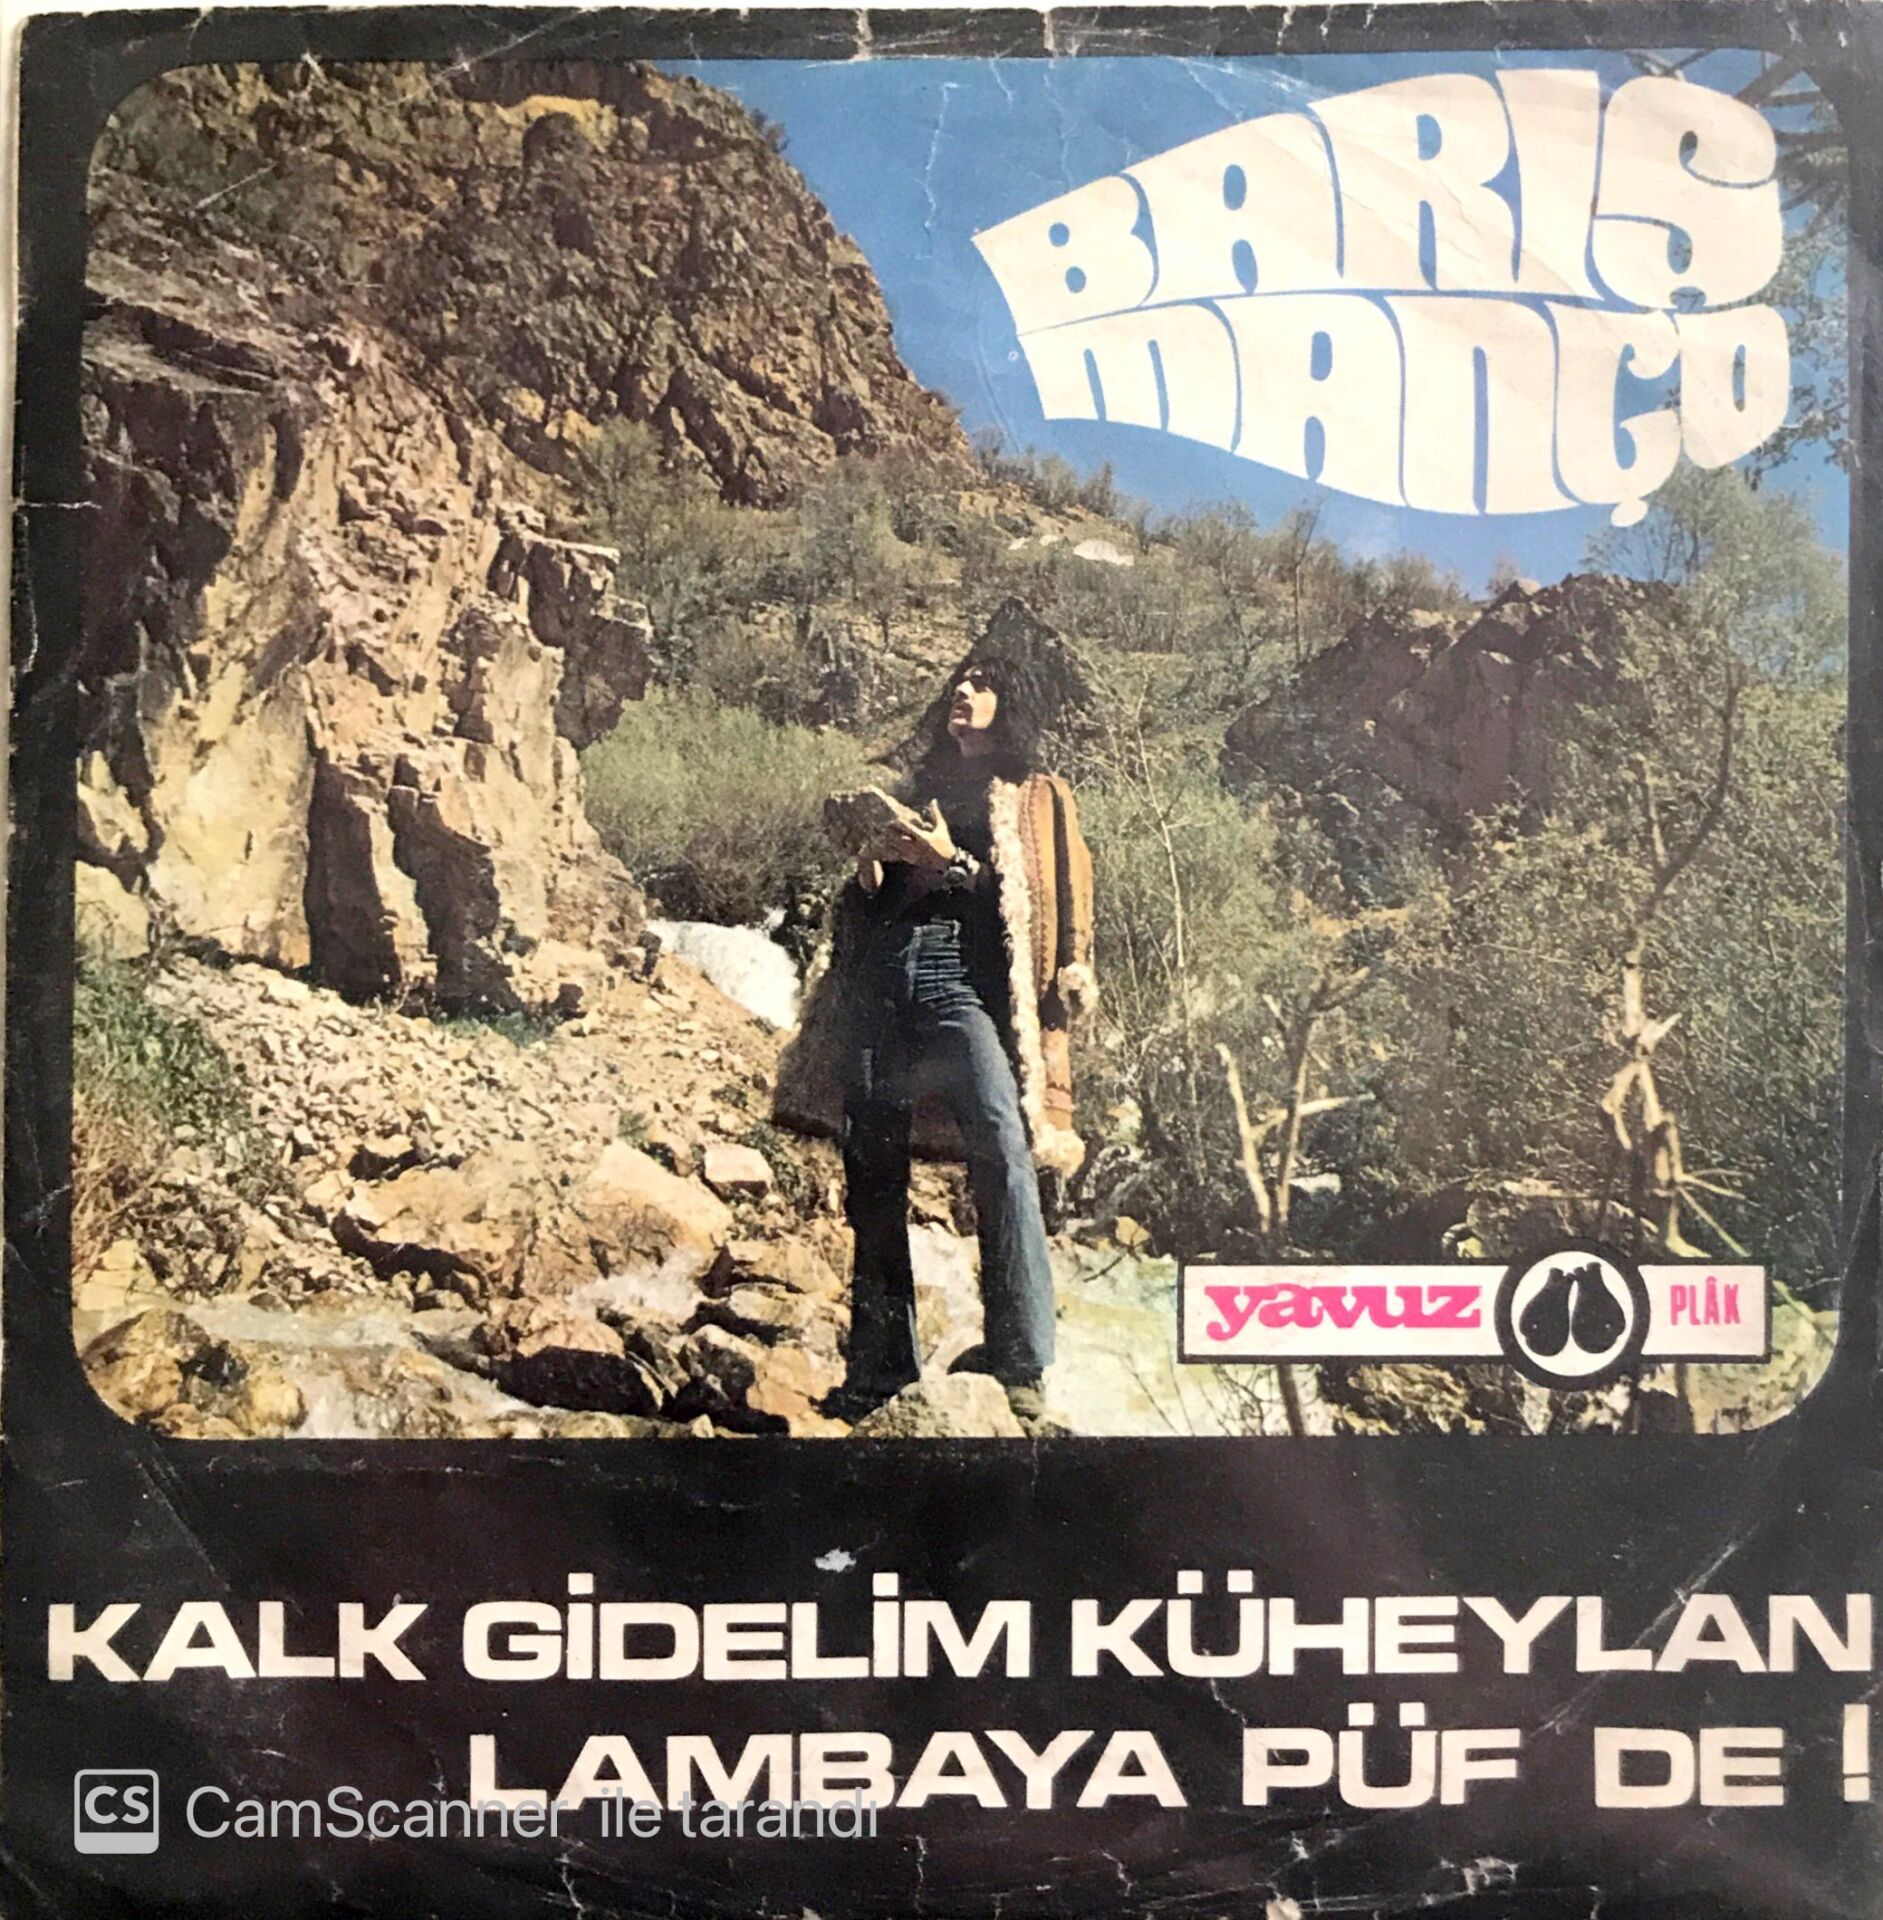 BARIŞ
MANÇO
yavuz PLÂK
KALK GİDELİM KÜHEYLAN
LAMBAYA PÜF DE !
CS CamScanner ile tarandı